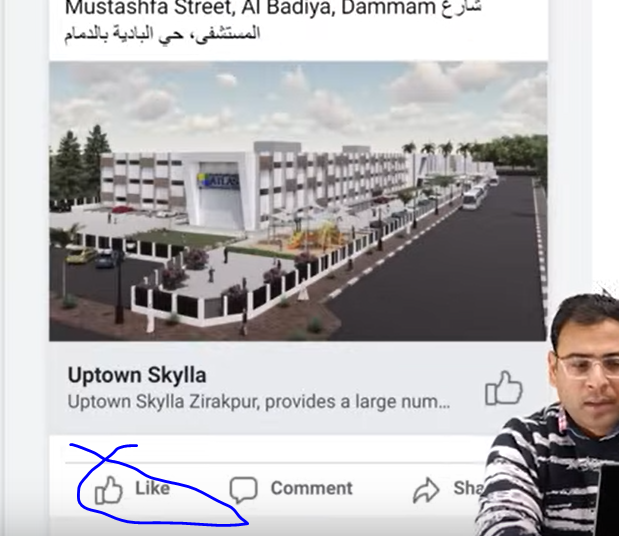 Mustashfa Street, Al Badiya, Dammam شارع
المستشفى، حي البادية بالدمام
ATLAS
Uptown Skylla
Uptown Skylla Zirakpur, provides a large num...
Like Comment